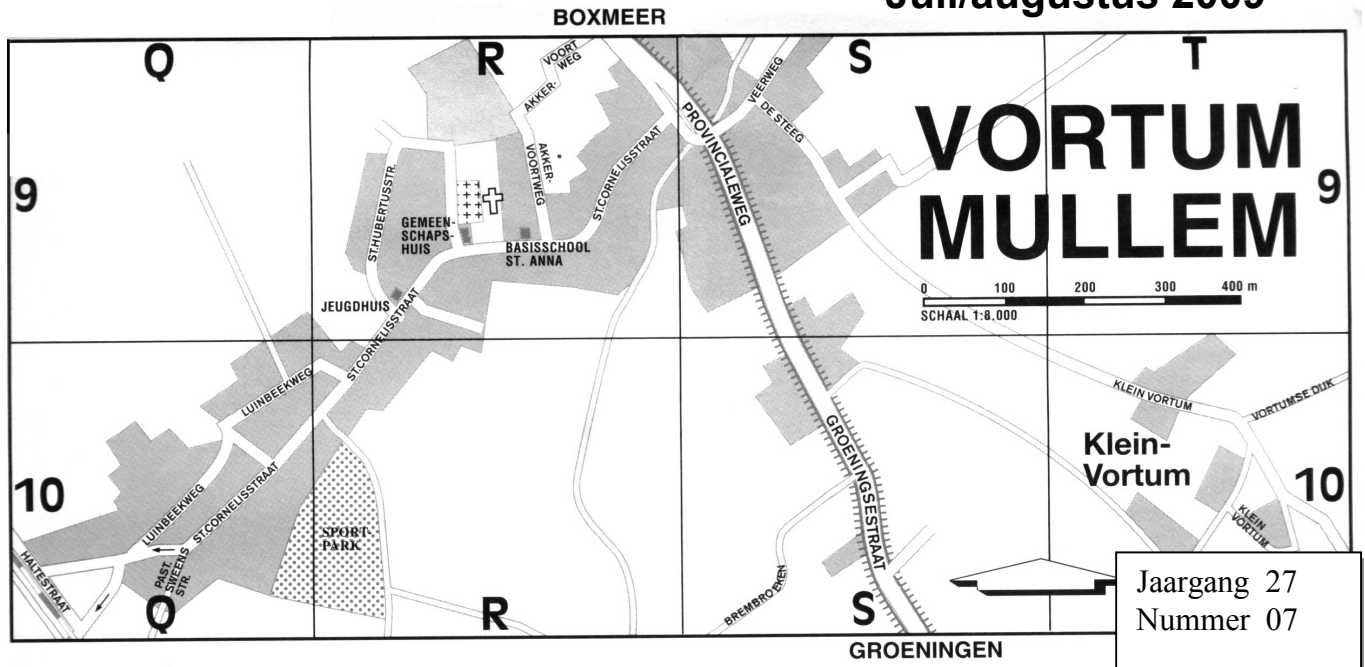 Juli/augustus 2009
BOXMEER
Q
R
S
T
VOORT
WEG
AKKER-
VEERWEG
DE STEEG
PROVINCIALEWEG
VORTUM
MULLEM
9
9
ST.HUBERTUSSTR.
AKKER-
VOORTWEG
ST.CORNELISSTRAAT
GEMEEN-
SCHAPS-
HUIS
BASISSCHOOL
ST. ANNA
JEUGDHUIS
ST.CORNELISSTRAAT
0 100 200 300 400 m
SCHAAL 1:8.000
LUINBEEKWEG
KLEIN VORTUM
VORTUMSE DIJK
Klein-
Vortum
GROENINGSESTRAAT
10
10
LUINBEEKWEG
ST.CORNELISSTRAAT
SPORT-
PARK
KLEIN
VORTUM
HALTESTRAAT
PAST.
SWEENS
STR.
BREMBROEKEN
Q
R
S
Jaargang 27
Nummer 07
GROENINGEN